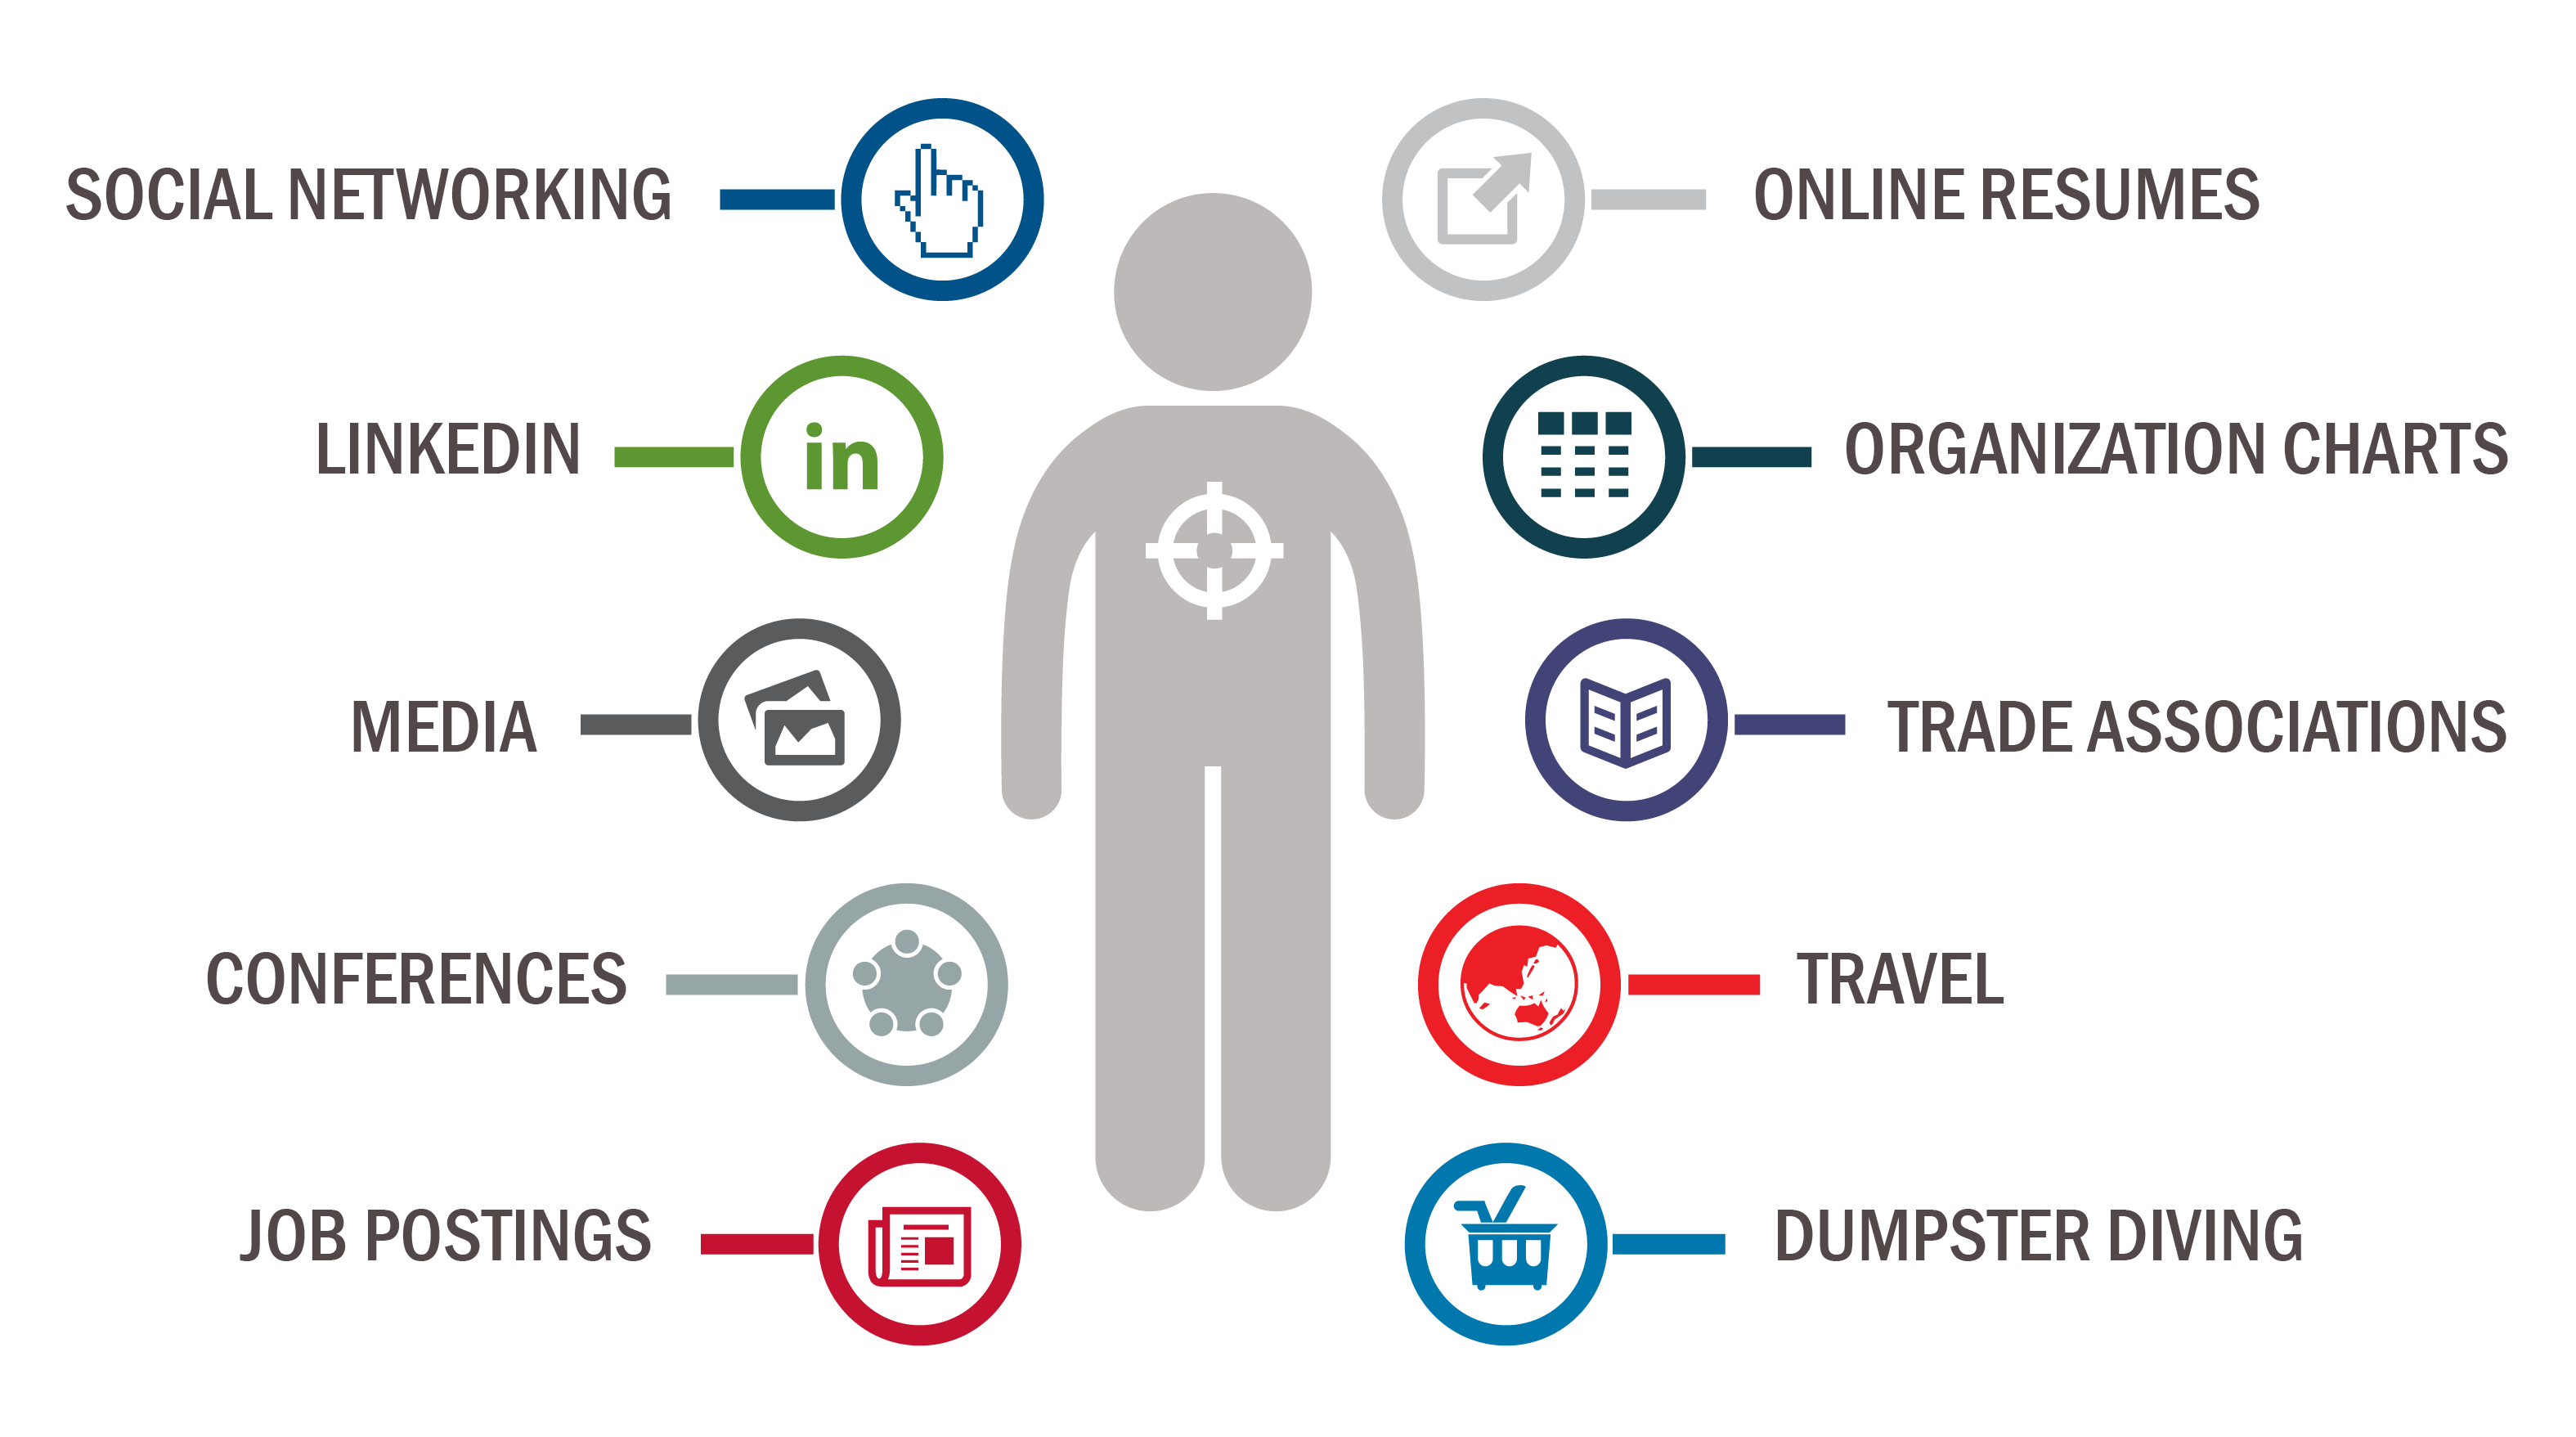 SOCIAL NETWORKING
ONLINE RESUMES
LINKEDIN
in
ORGANIZATION CHARTS
MEDIA
TRADE ASSOCIATIONS
CONFERENCES
TRAVEL
JOB POSTINGS
DUMPSTER DIVING